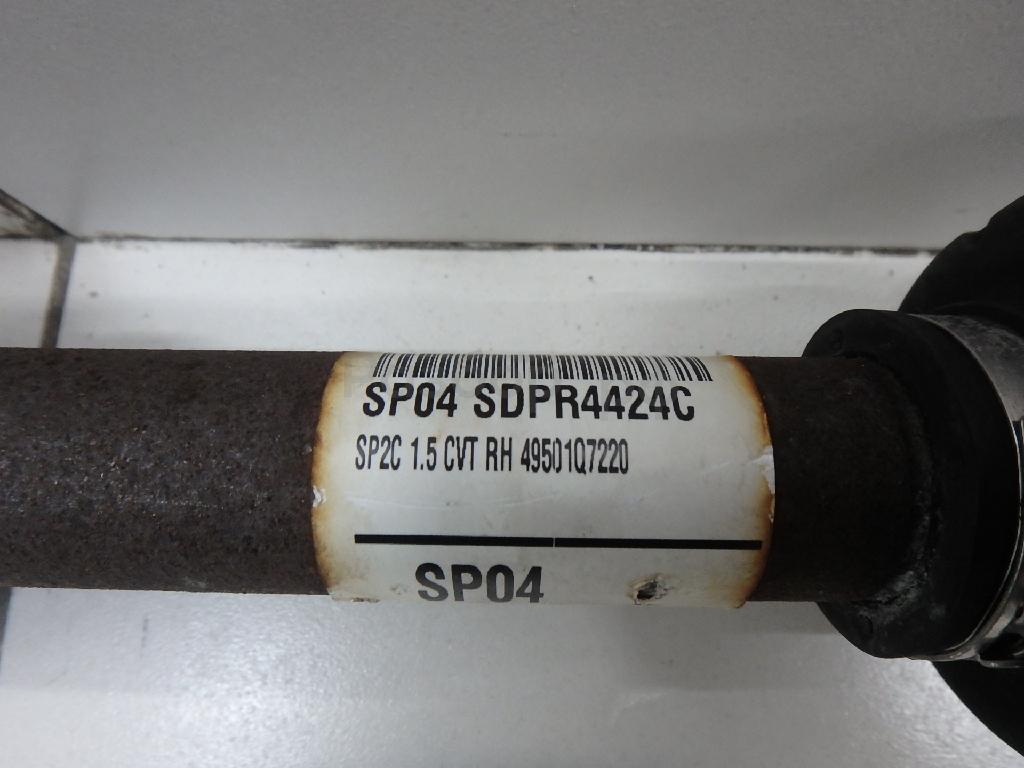 SP04 SDPR4424C
SP2C 1.5 CVT RH 49501Q7220
SP04